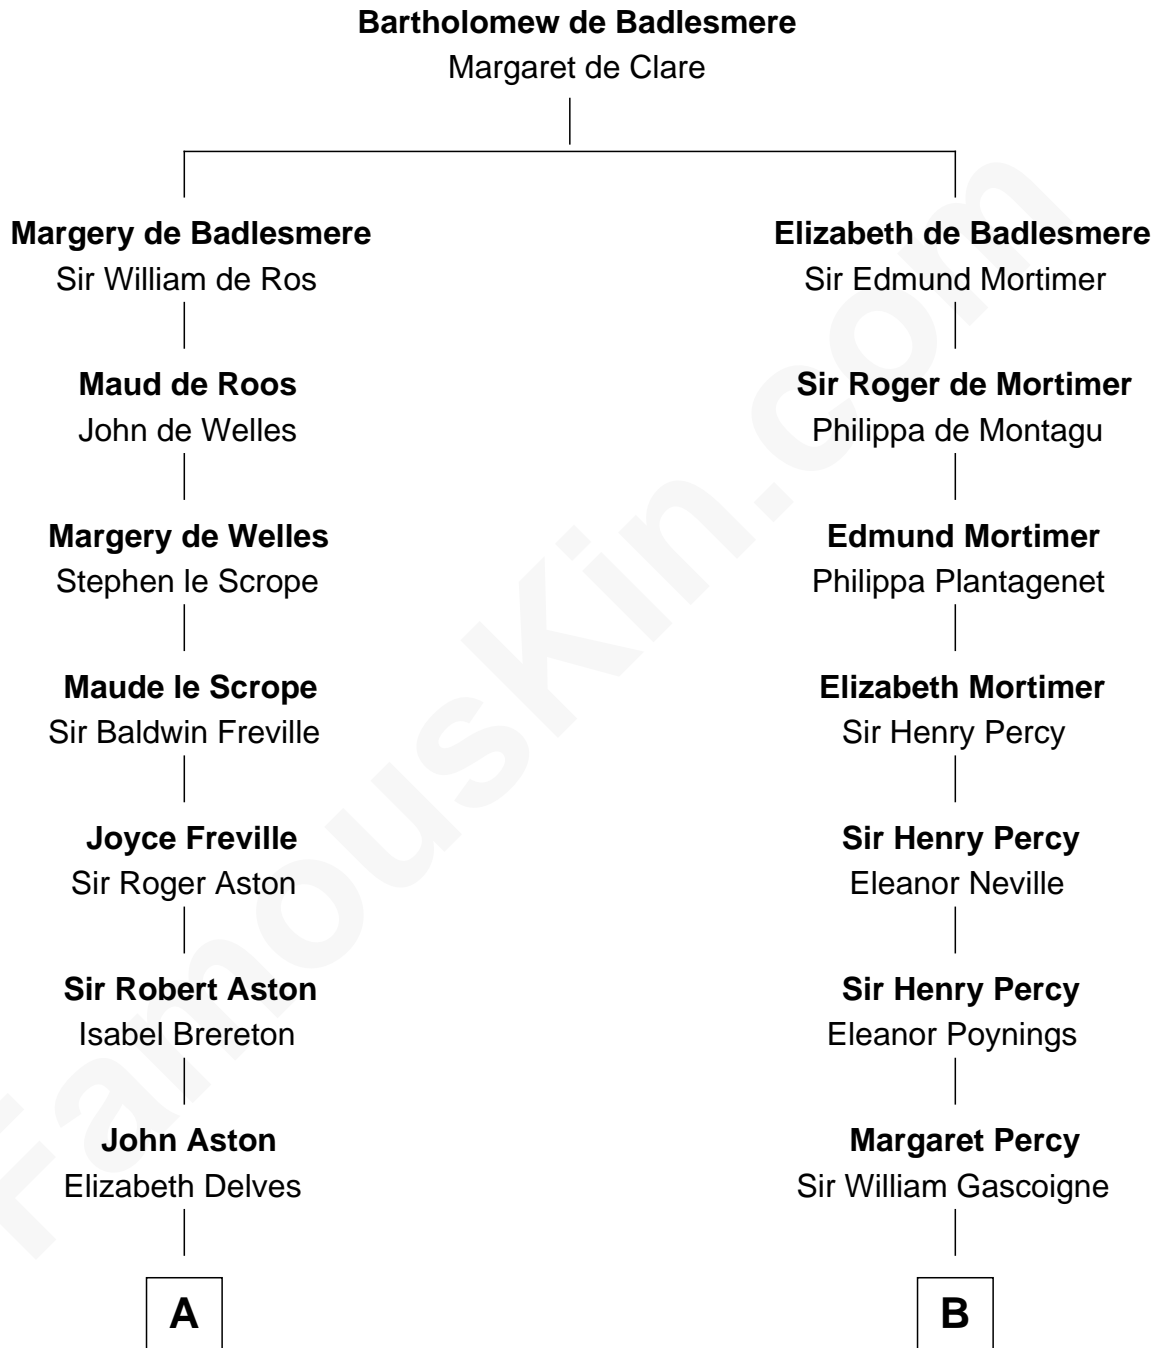 Bartholomew de Badlesmere
Margaret de Clare
Margery de Badlesmere
Sir William de Ros
Elizabeth de Badlesmere
Sir Edmund Mortimer
Maud de Roos
John de Welles
Sir Roger de Mortimer
Philippa de Montagu
Margery de Welles
Stephen le Scrope
Edmund Mortimer
Philippa Plantagenet
Maude le Scrope
Sir Baldwin Freville
Elizabeth Mortimer
Sir Henry Percy
Joyce Freville
Sir Roger Aston
Sir Henry Percy
Eleanor Neville
Sir Robert Aston
Isabel Brereton
Sir Henry Percy
Eleanor Poynings
John Aston
Elizabeth Delves
Margaret Percy
Sir William Gascoigne
A
B
FamousKin.com